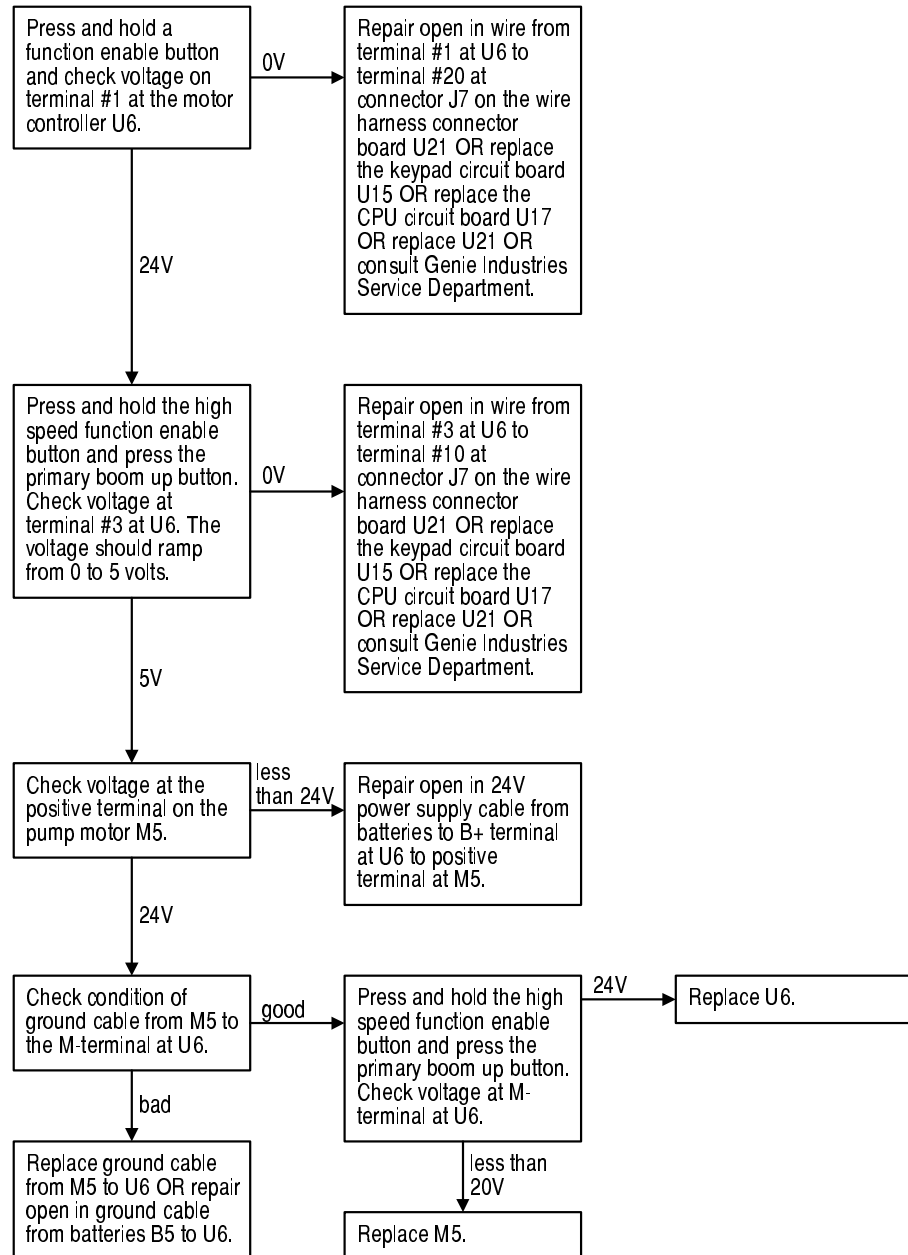 Press and hold a
function enable button
and check voltage on
terminal #1 at the motor
controller U6.
0V
Repair open in wire from
terminal #1 at U6 to
terminal #20 at
connector J7 on the wire
harness connector
board U21 OR replace
the keypad circuit board
U15 OR replace the
CPU circuit board U17
OR replace U21 OR
consult Genie Industries
Service Department.
24V
Press and hold the high
speed function enable
button and press the
primary boom up button.
Check voltage at
terminal #3 at U6. The
voltage should ramp
from 0 to 5 volts.
0V
Repair open in wire from
terminal #3 at U6 to
terminal #10 at
connector J7 on the wire
harness connector
board U21 OR replace
the keypad circuit board
U15 OR replace the
CPU circuit board U17
OR replace U21 OR
consult Genie Industries
Service Department.
5V
Check voltage at the
positive terminal on the
pump motor M5.
less
than 24V
Repair open in 24V
power supply cable from
batteries to B+ terminal
at U6 to positive
terminal at M5.
24V
Check condition of
ground cable from M5 to
the M-terminal at U6.
good
Press and hold the high
speed function enable
button and press the
primary boom up button.
Check voltage at M-
terminal at U6.
24V
Replace U6.
bad
Replace ground cable
from M5 to U6 OR repair
open in ground cable
from batteries B5 to U6.
less than
20V
Replace M5.